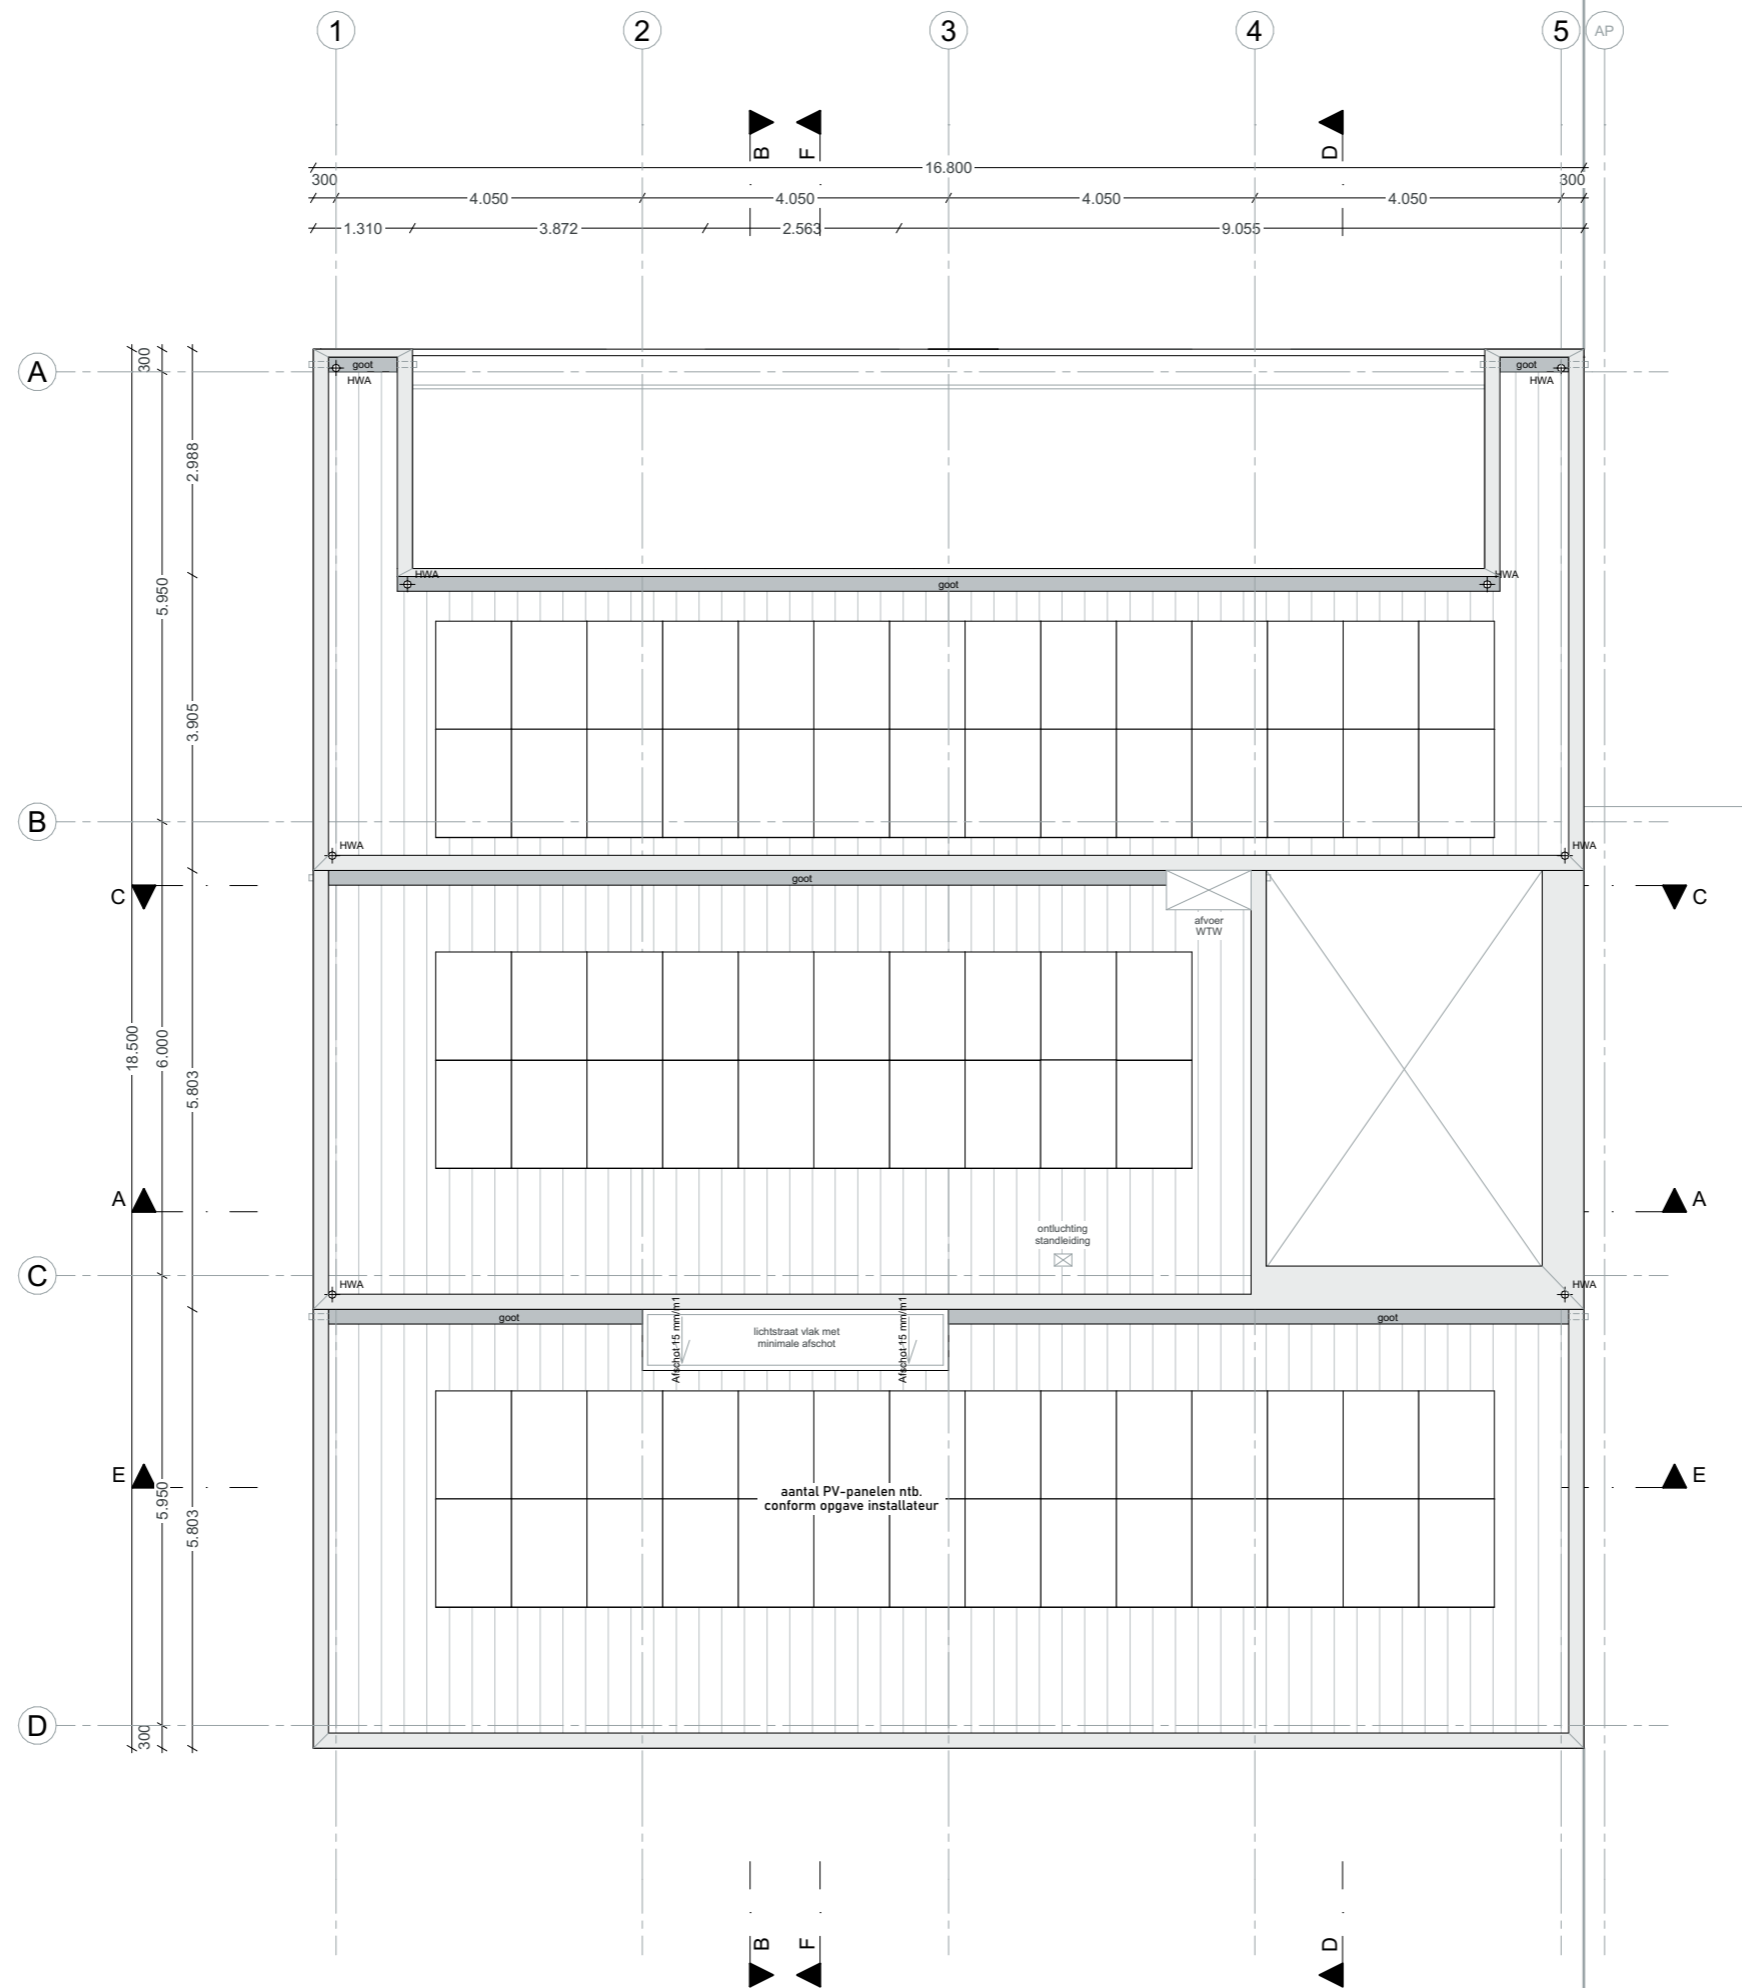 1 2 3 4 5 AP
B F D
16.800
300 300
4.050 4.050 4.050 4.050
1.310 3.872 2.563 9.055
A
300
goot goot
HWA HWA
2.988
HWA HWA
goot
5.950
3.905
B
HWA HWA
goot
C C
afvoer
WTW
18.500
6.000
5.803
A A
ontluchting
standleiding
C
HWA HWA
goot goot
Afschot 15 mm/m1
lichtstraat vlak met
minimale afschot
Afschot 15 mm/m1
E E
aantal PV-panelen ntb.
conform opgave installateur
5.950
5.803
D
300
B F D